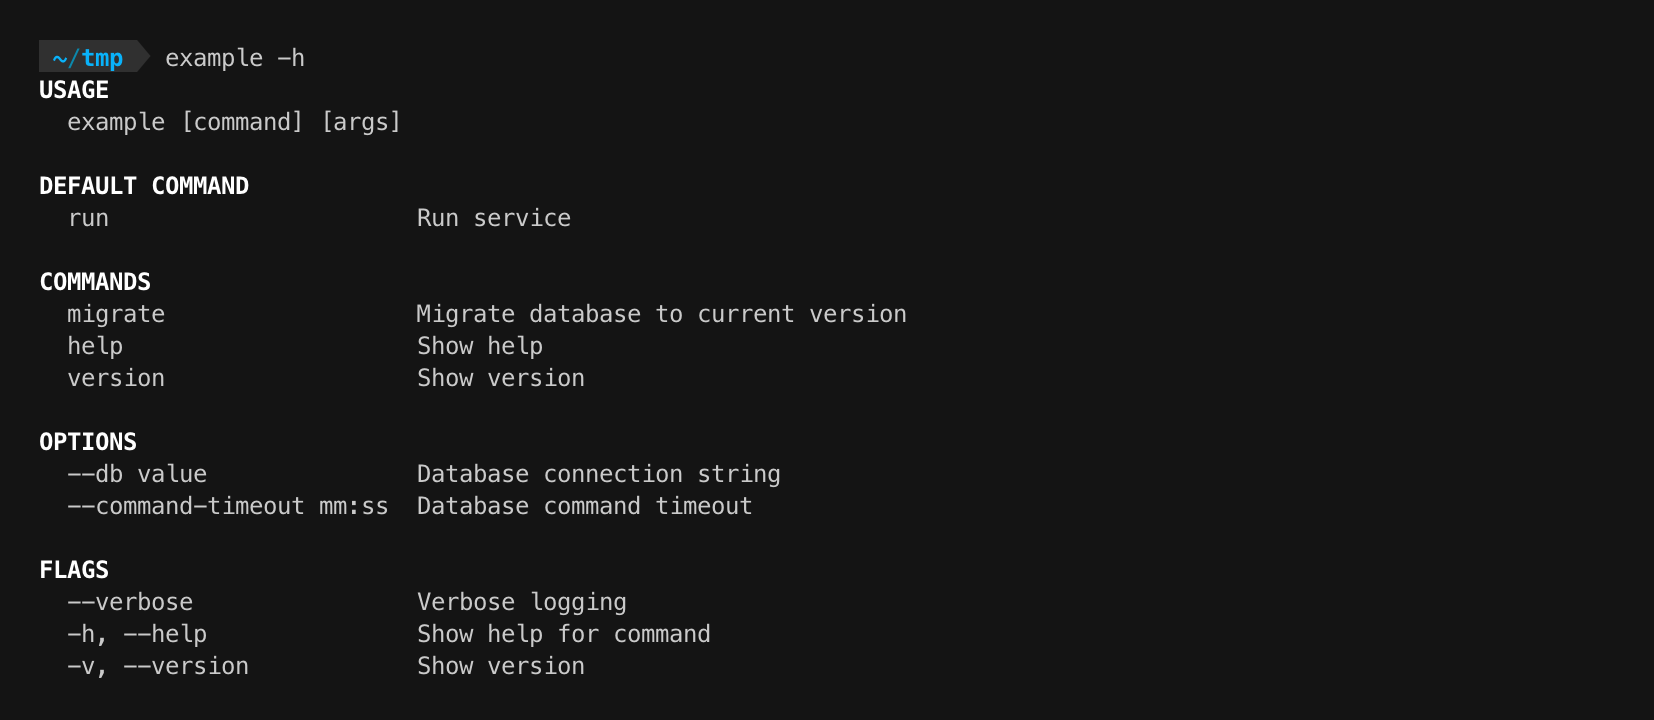 ~/tmp example -h
USAGE
  example [command] [args]

DEFAULT COMMAND
  run                      Run service

COMMANDS
  migrate                  Migrate database to current version
  help                     Show help
  version                  Show version

OPTIONS
  --db value               Database connection string
  --command-timeout mm:ss  Database command timeout

FLAGS
  --verbose                Verbose logging
  -h, --help               Show help for command
  -v, --version            Show version